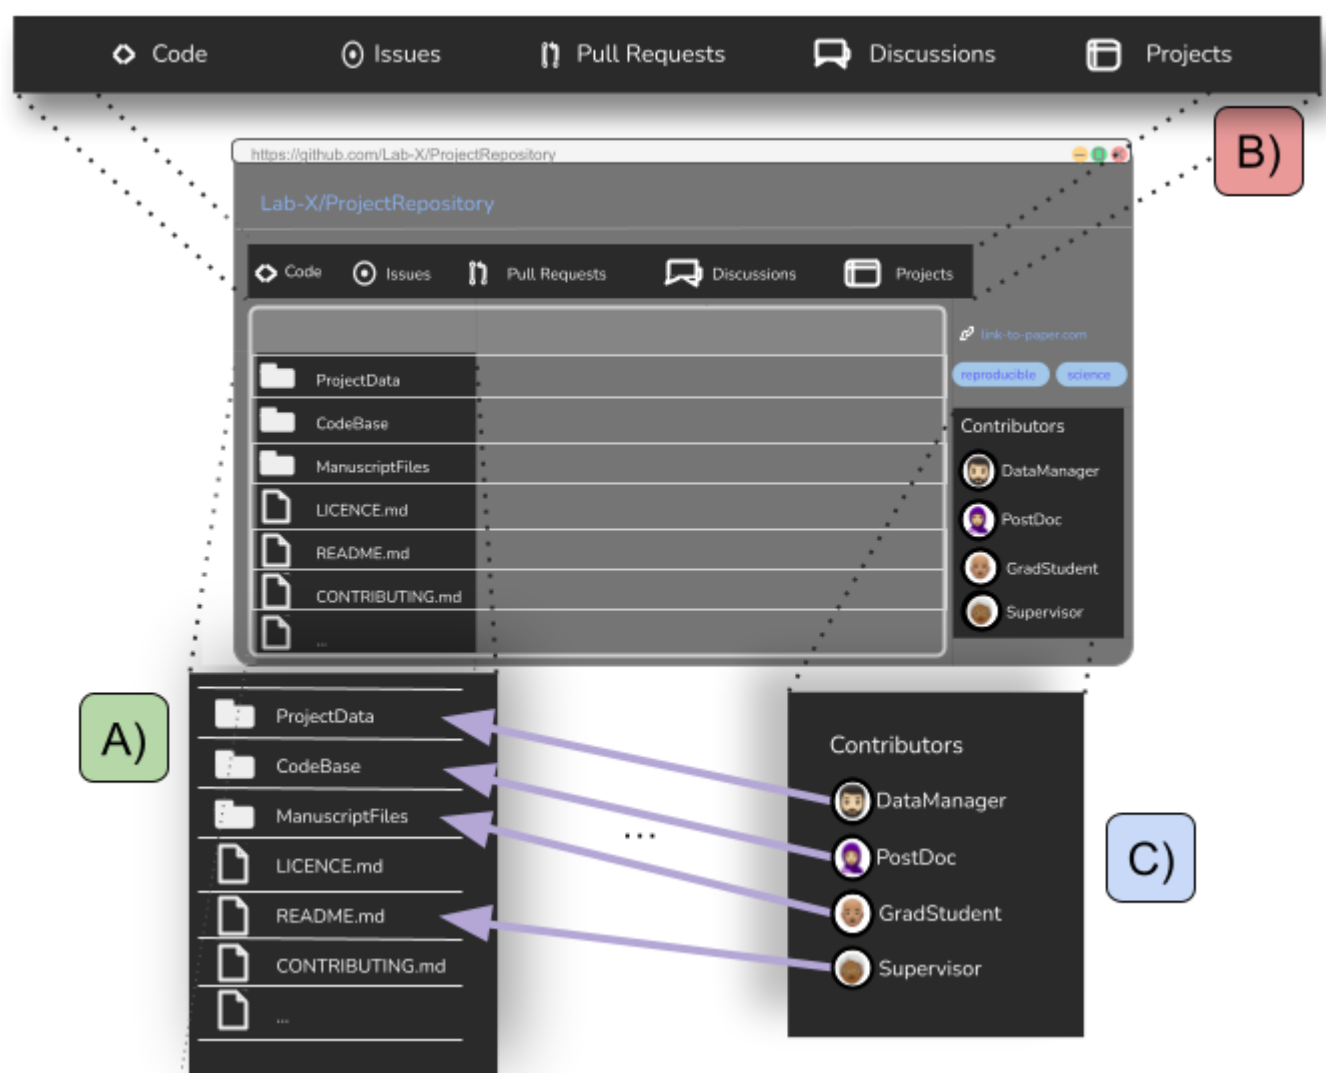 Code Issues Pull Requests Discussions Projects
B)
https://github.com/Lab-X/ProjectRepository
Lab-X/ProjectRepository
Code Issues Pull Requests Discussions Projects
link-to-paper.com
reproducible science
ProjectData
CodeBase
ManuscriptFiles
LICENCE.md
README.md
CONTRIBUTING.md
...
Contributors
DataManager
PostDoc
GradStudent
Supervisor
A)
ProjectData
CodeBase
ManuscriptFiles
LICENCE.md
README.md
CONTRIBUTING.md
...
...
Contributors
DataManager
PostDoc
GradStudent
Supervisor
C)